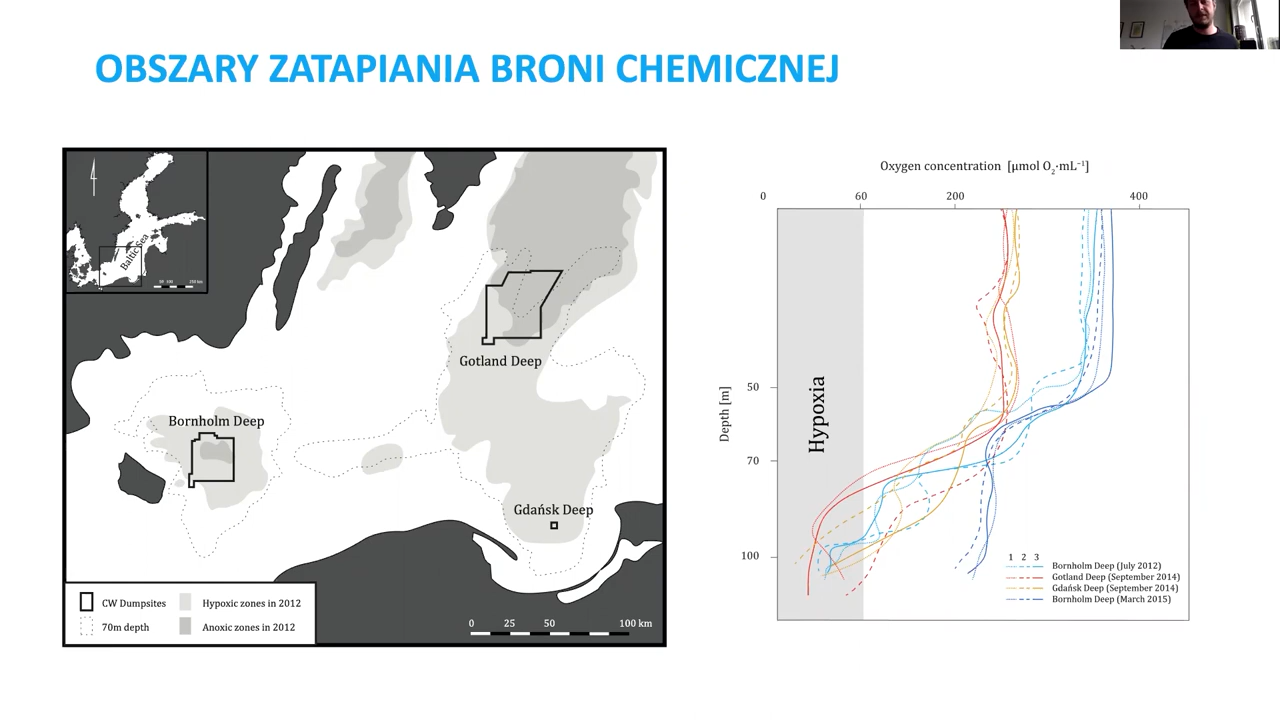 OBSZARY ZATAPIANIA BRONI CHEMICZNEJ
Baltic Sea
Gotland Deep
Bornholm Deep
Gdańsk Deep
CW Dumpsites
Hypoxic zones in 2012
70m depth
Anoxic zones in 2012
0 25 50 100 km
Oxygen concentration [μmol O₂·mL⁻¹]
0 60 200 400
Depth [m]
50
70
100
Hypoxia
1 2 3
Bornholm Deep (July 2012)
Gotland Deep (September 2014)
Gdańsk Deep (September 2014)
Bornholm Deep (March 2015)